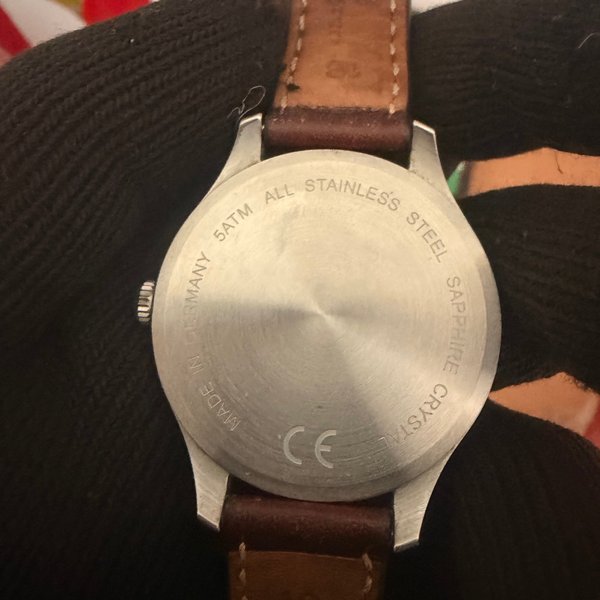 MADE IN GERMANY 5ATM ALL STAINLESS STEEL SAPPHIRE CRYSTAL
CE